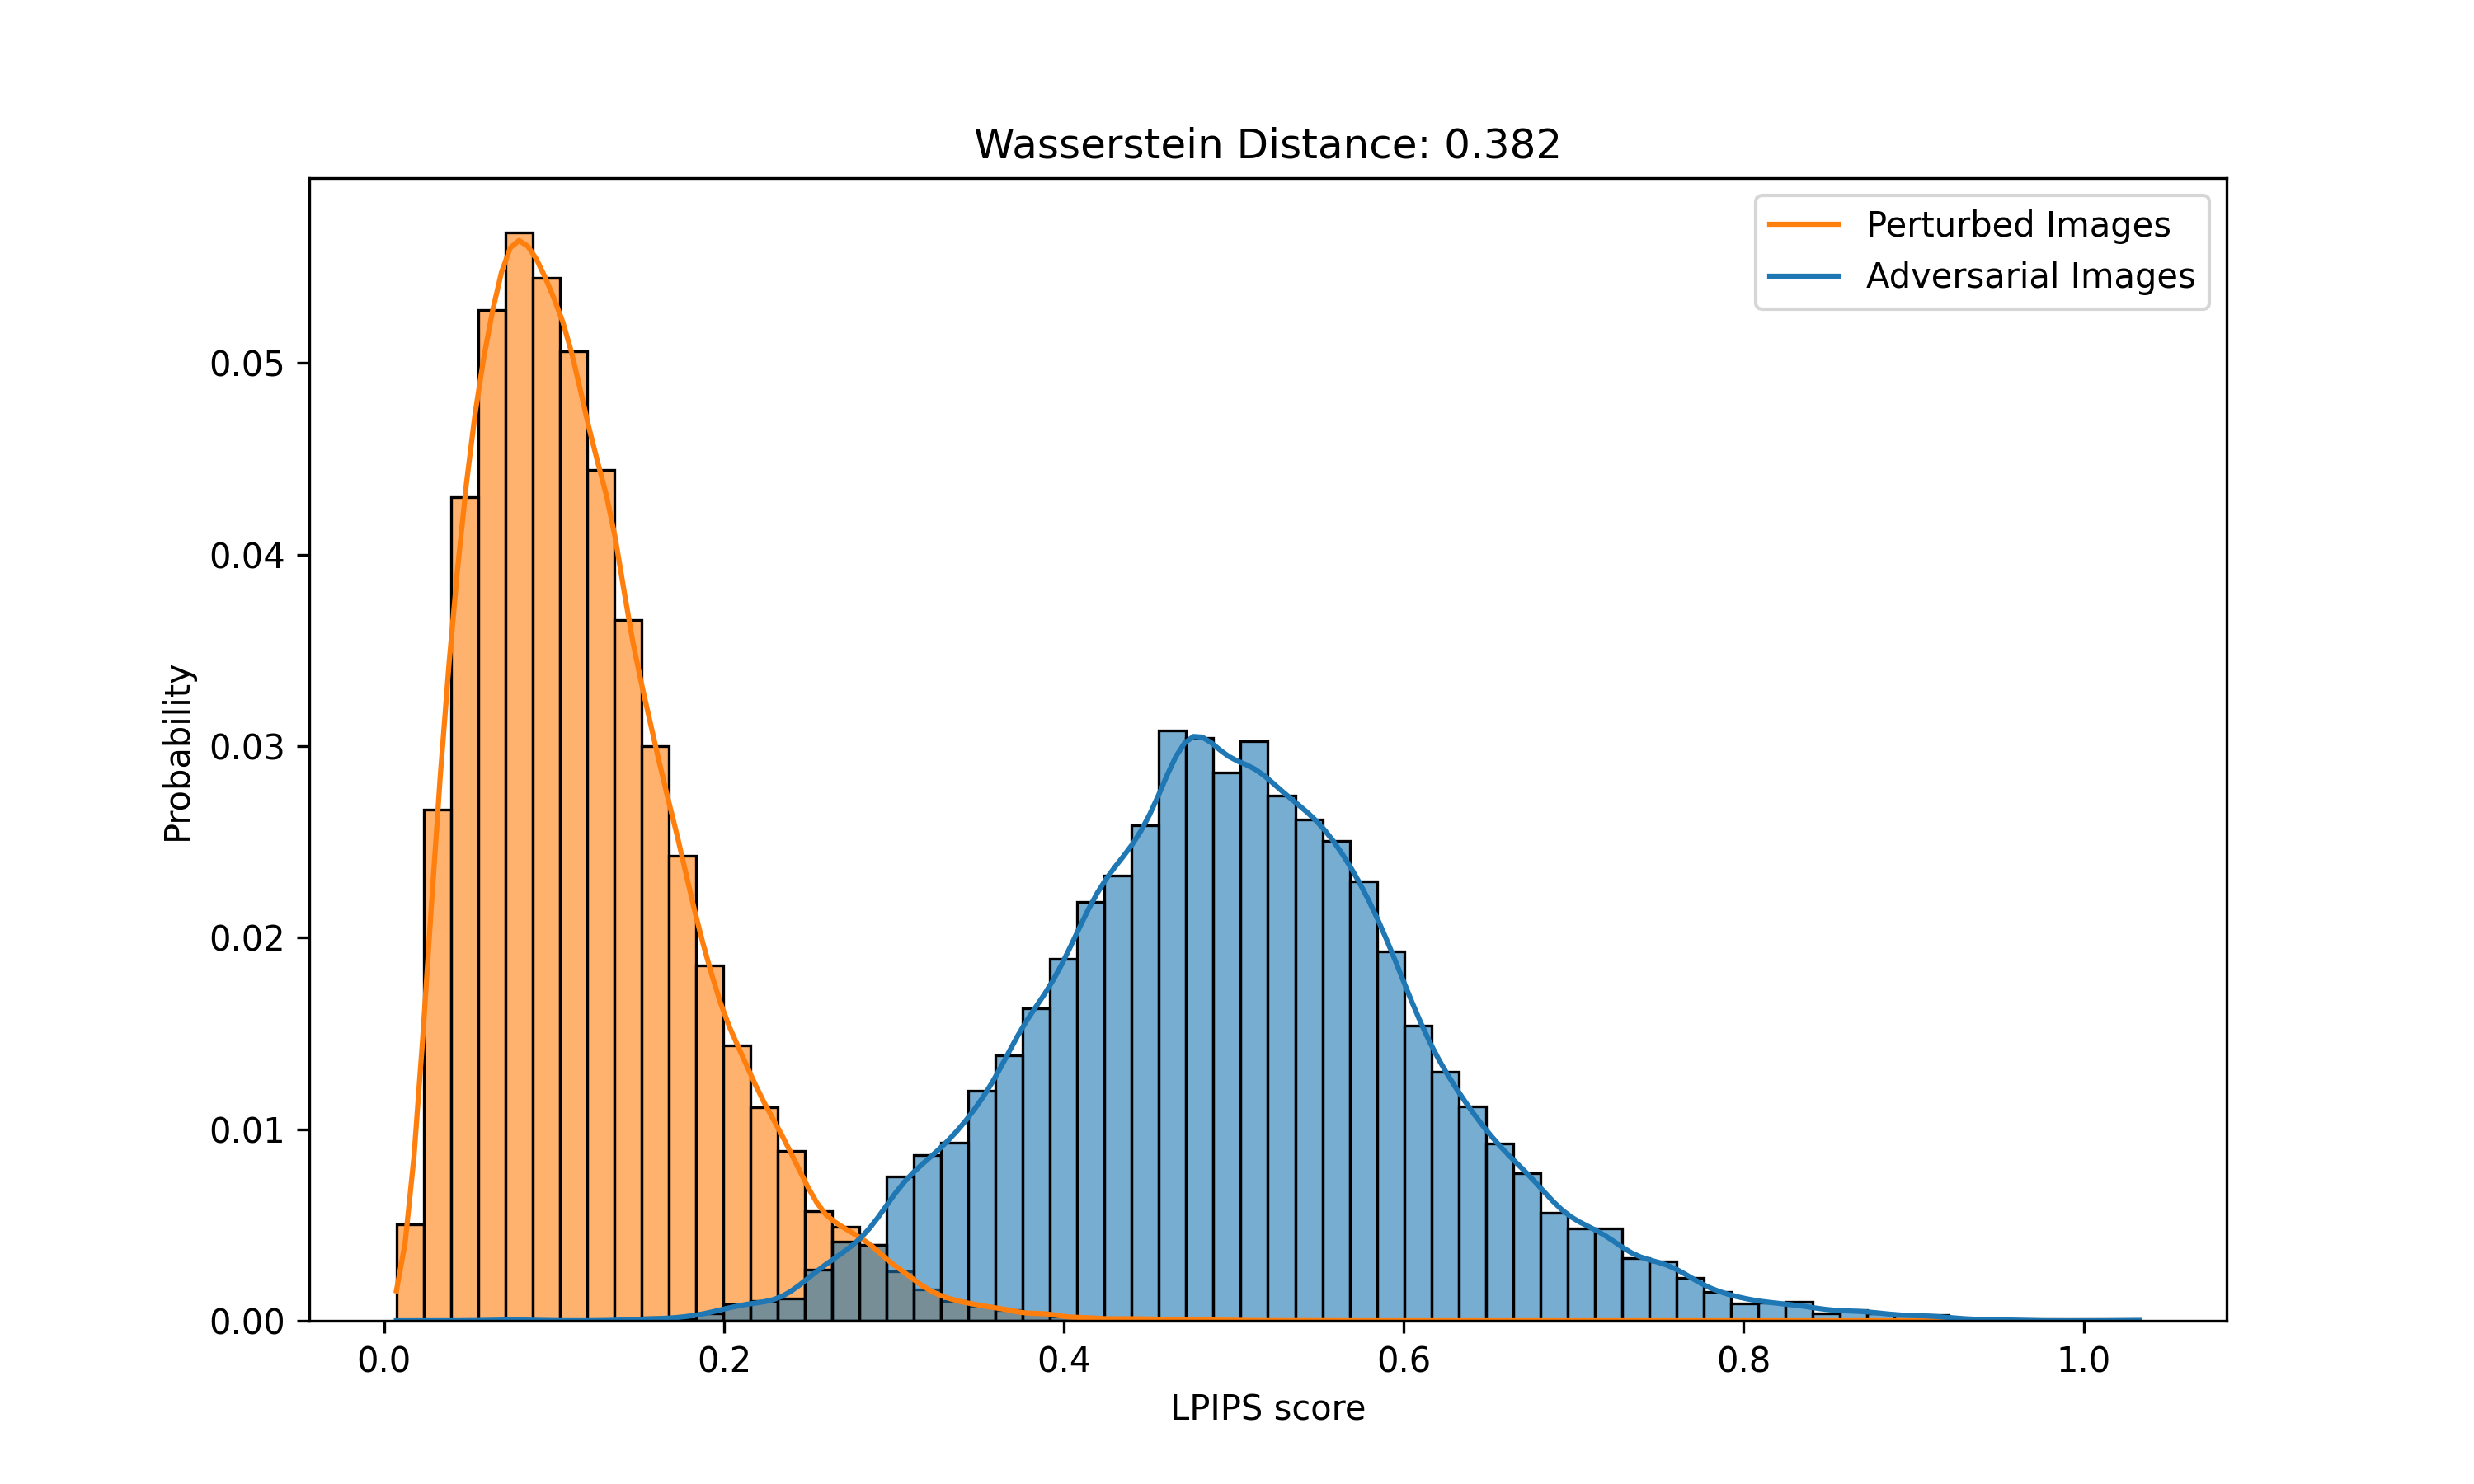 Wasserstein Distance: 0.382
Perturbed Images
Adversarial Images
Probability
0.05
0.04
0.03
0.02
0.01
0.00
0.0 0.2 0.4 0.6 0.8 1.0
LPIPS score